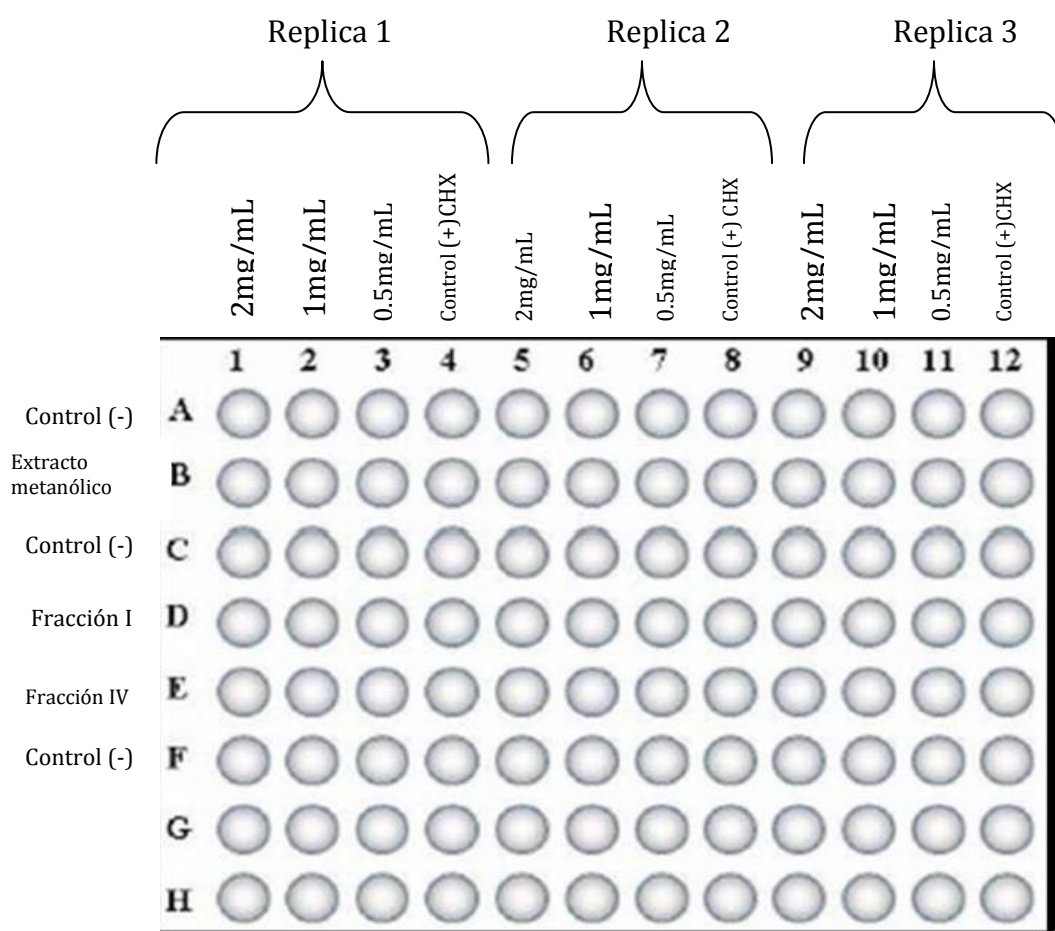 Replica 1 Replica 2 Replica 3
2mg/mL 1mg/mL 0.5mg/mL Control (+)CHX 2mg/mL 1mg/mL 0.5mg/mL Control (+) CHX 2mg/mL 1mg/mL 0.5mg/mL Control (+)CHX
1 2 3 4 5 6 7 8 9 10 11 12
Control (-) A
Extracto
metanólico B
Control (-) C
Fracción I D
Fracción IV E
Control (-) F
G
H